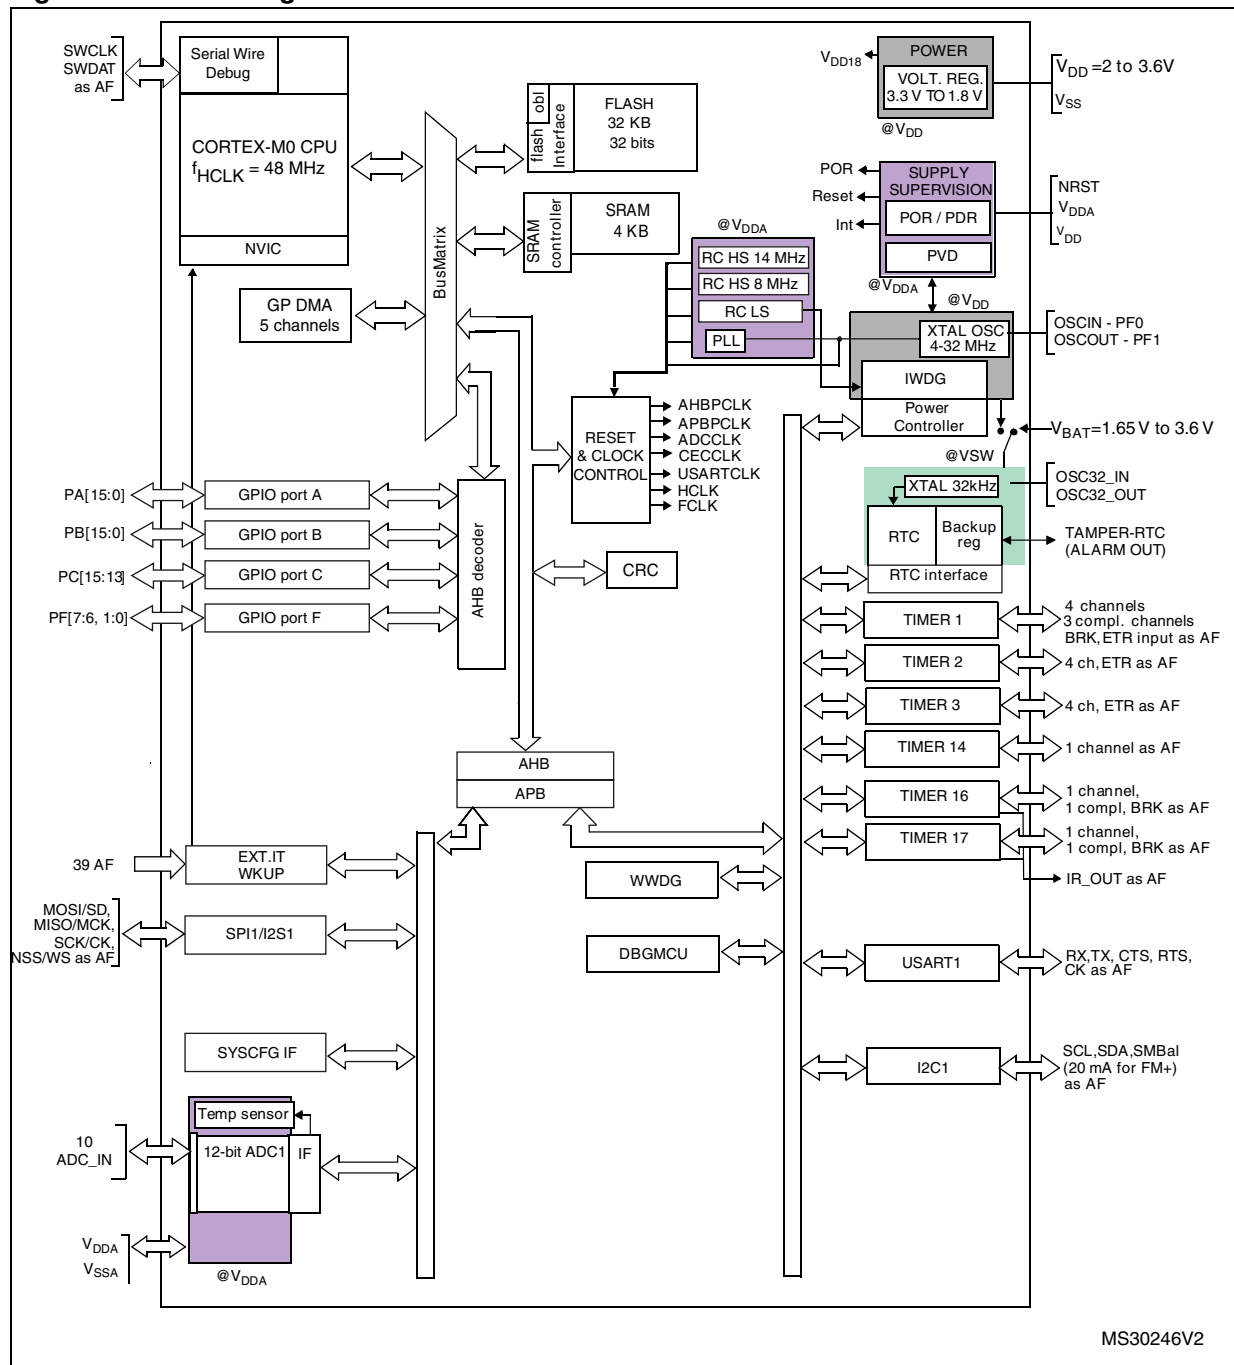 SWCLK
SWDAT
as AF
Serial Wire
Debug
CORTEX-M0 CPU
fHCLK = 48 MHz
NVIC
GP DMA
5 channels
BusMatrix
flash
obl
Interface
FLASH
32 KB
32 bits
SRAM
controller
SRAM
4 KB
VDD18
POWER
VOLT. REG.
3.3 V TO 1.8 V
@VDD
VDD =2 to 3.6V
VSS
POR
Reset
Int
SUPPLY
SUPERVISION
POR / PDR
PVD
@VDDA
NRST
VDDA
VDD
@VDDA
RC HS 14 MHz
RC HS 8 MHz
RC LS
PLL
@VDD
XTAL OSC
4-32 MHz
IWDG
Power
Controller
OSCIN - PF0
OSCOUT - PF1
VBAT=1.65 V to 3.6 V
@VSW
RESET
& CLOCK
CONTROL
AHBPCLK
APBPCLK
ADCCLK
CECCLK
USARTCLK
HCLK
FCLK
XTAL 32kHz
OSC32_IN
OSC32_OUT
RTC
Backup
reg
RTC interface
TAMPER-RTC
(ALARM OUT)
PA[15:0]
GPIO port A
PB[15:0]
GPIO port B
PC[15:13]
GPIO port C
PF[7:6, 1:0]
GPIO port F
AHB decoder
CRC
TIMER 1
4 channels
3 compl. channels
BRK,ETR input as AF
TIMER 2
4 ch,ETR as AF
TIMER 3
4 ch, ETR as AF
TIMER 14
1 channel as AF
TIMER 16
1 channel,
1 compl, BRK as AF
TIMER 17
1 channel,
1 compl, BRK as AF
IR_OUT as AF
AHB
APB
39 AF
EXT.IT
WKUP
WWDG
MOSI/SD,
MISO/MCK,
SCK/CK,
NSS/WS as AF
SPI1/I2S1
DBGMCU
USART1
RX,TX, CTS, RTS,
CK as AF
SYSCFG IF
I2C1
SCL,SDA,SMBal
(20 mA for FM+)
as AF
Temp sensor
10
ADC_IN
12-bit ADC1
IF
VDDA
VSSA
@VDDA
MS30246V2